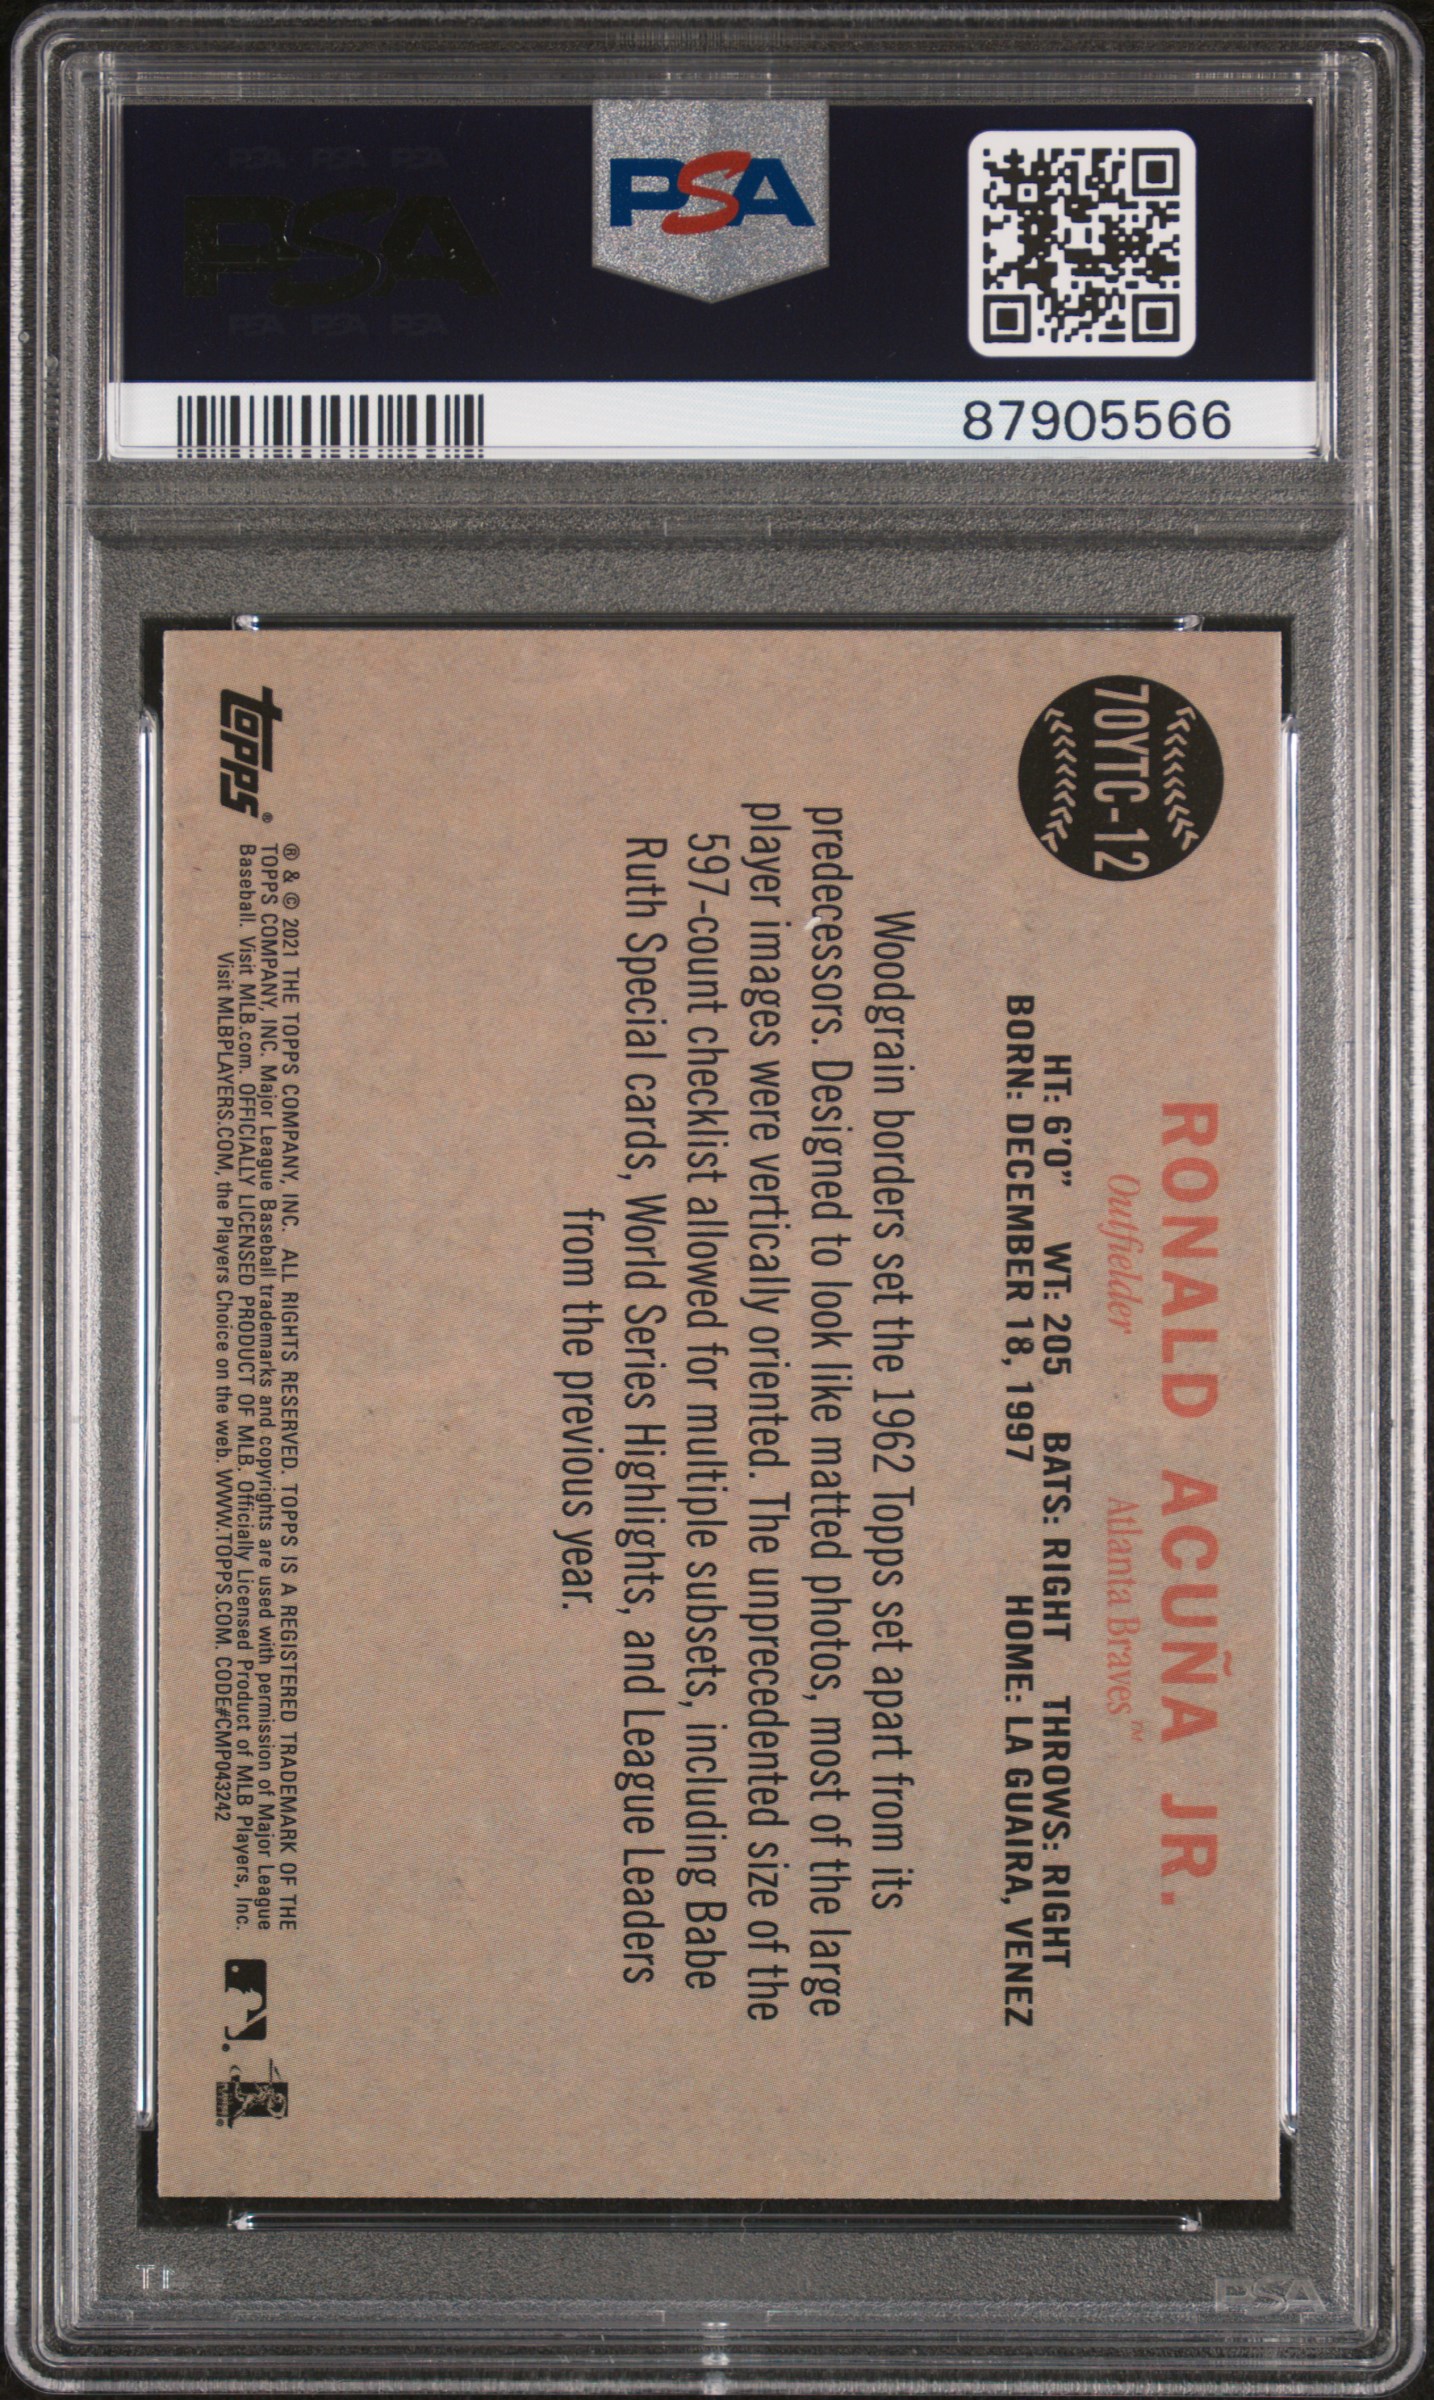 PSA PSA PSA
PSA
PSA PSA PSA
PSA
87905566
70YTC-12
RONALD ACUÑA JR.
Outfielder Atlanta Braves™
HT: 6'0" WT: 205 BATS: RIGHT THROWS: RIGHT
BORN: DECEMBER 18, 1997 HOME: LA GUAIRA, VENEZ
Woodgrain borders set the 1962 Topps set apart from its
predecessors. Designed to look like matted photos, most of the large
player images were vertically oriented. The unprecedented size of the
597-count checklist allowed for multiple subsets, including Babe
Ruth Special cards, World Series Highlights, and League Leaders
from the previous year.
topps®
® & © 2021 THE TOPPS COMPANY, INC. ALL RIGHTS RESERVED. TOPPS IS A REGISTERED TRADEMARK OF THE
TOPPS COMPANY, INC. Major League Baseball trademarks and copyrights are used with permission of Major League
Baseball. Visit MLB.com. OFFICIALLY LICENSED PRODUCT OF MLB. Officially Licensed Product of MLB Players, Inc.
Visit MLBPLAYERS.COM, the Players Choice on the web. WWW.TOPPS.COM. CODE#CMP043242
PSA